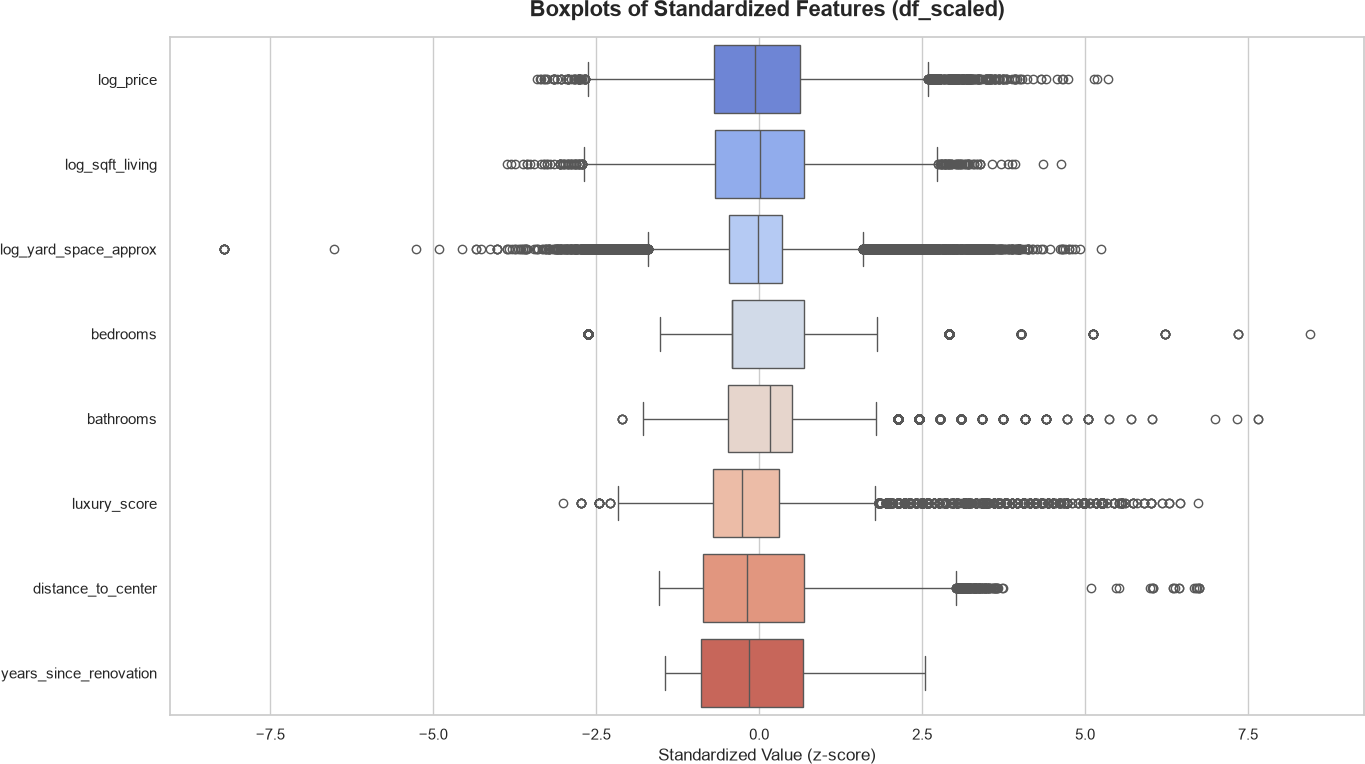 Boxplots of Standardized Features (df_scaled)
log_price
log_sqft_living
log_yard_space_approx
bedrooms
bathrooms
luxury_score
distance_to_center
years_since_renovation
−7.5 −5.0 −2.5 0.0 2.5 5.0 7.5
Standardized Value (z-score)